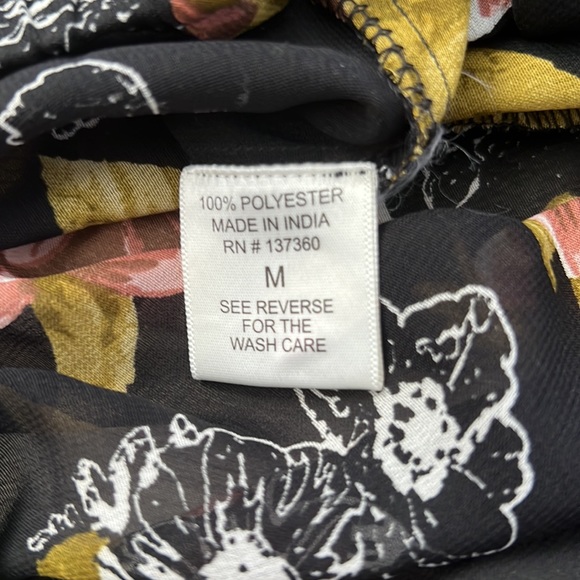 100% POLYESTER
MADE IN INDIA
RN # 137360
M
SEE REVERSE
FOR THE
WASH CARE